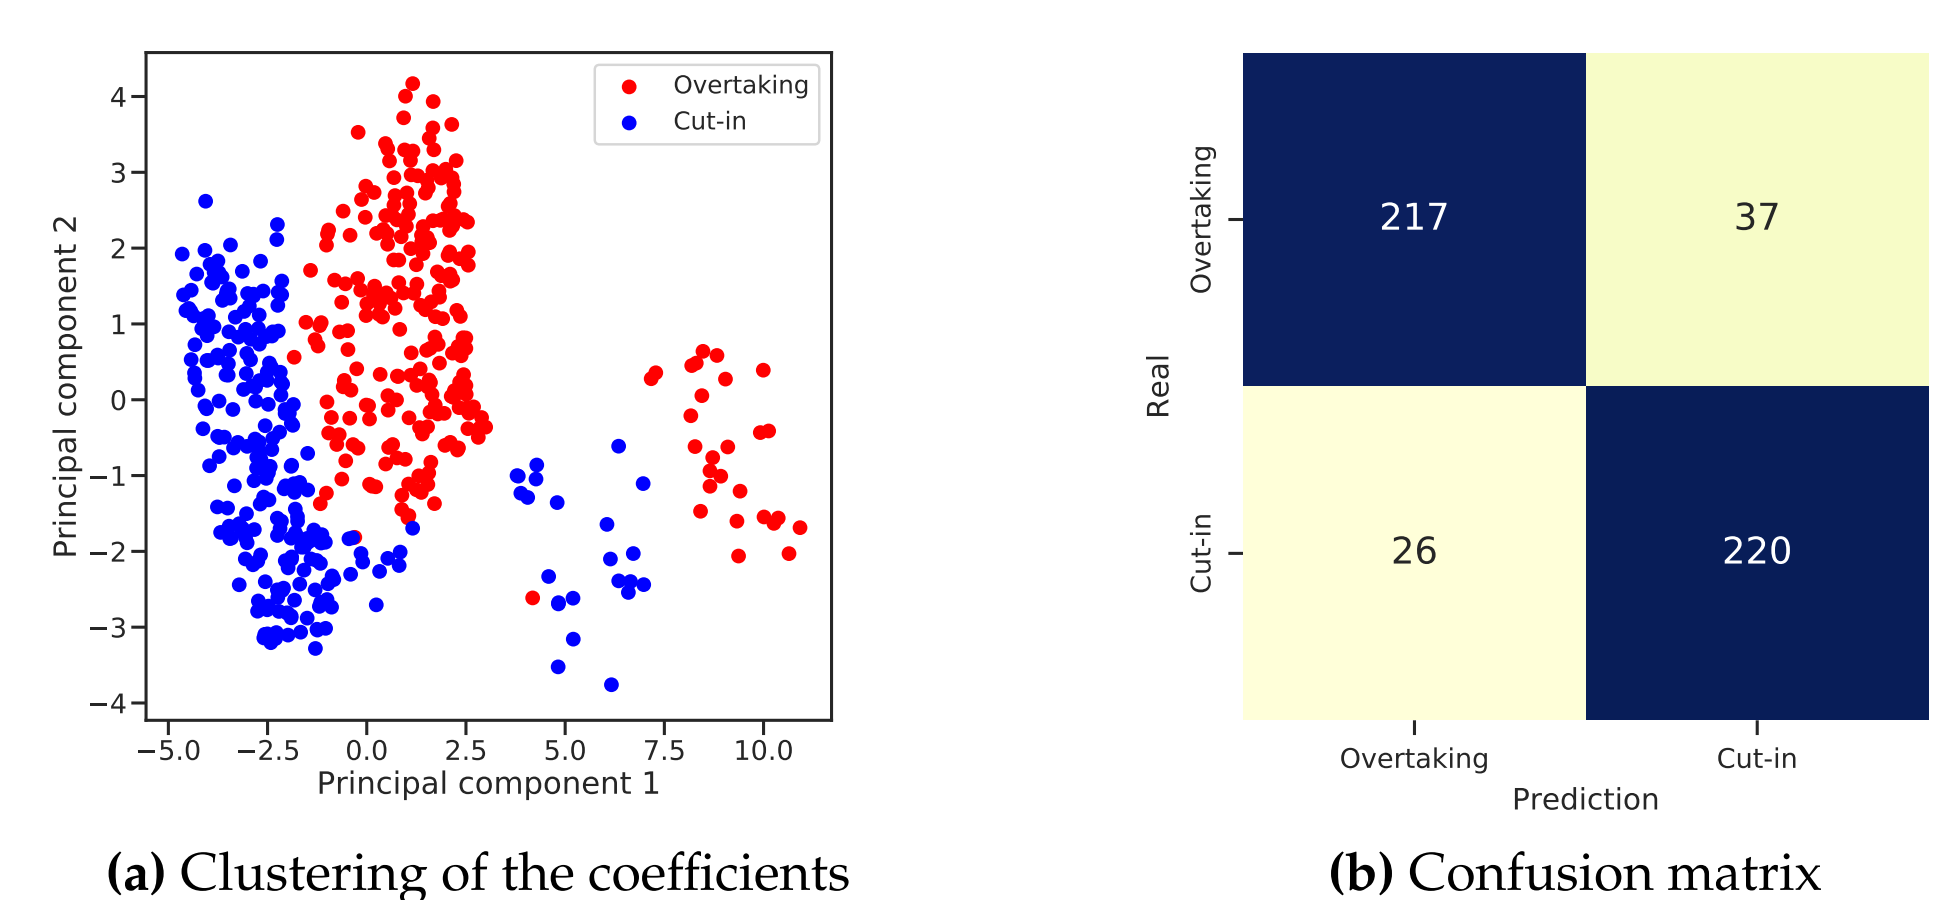 Overtaking
Cut-in
4
3
2
1
0
−1
−2
−3
−4
Principal component 2
−5.0 −2.5 0.0 2.5 5.0 7.5 10.0
Principal component 1
(a) Clustering of the coefficients
217 37
26 220
Overtaking
Cut-in
Real
Overtaking Cut-in
Prediction
(b) Confusion matrix